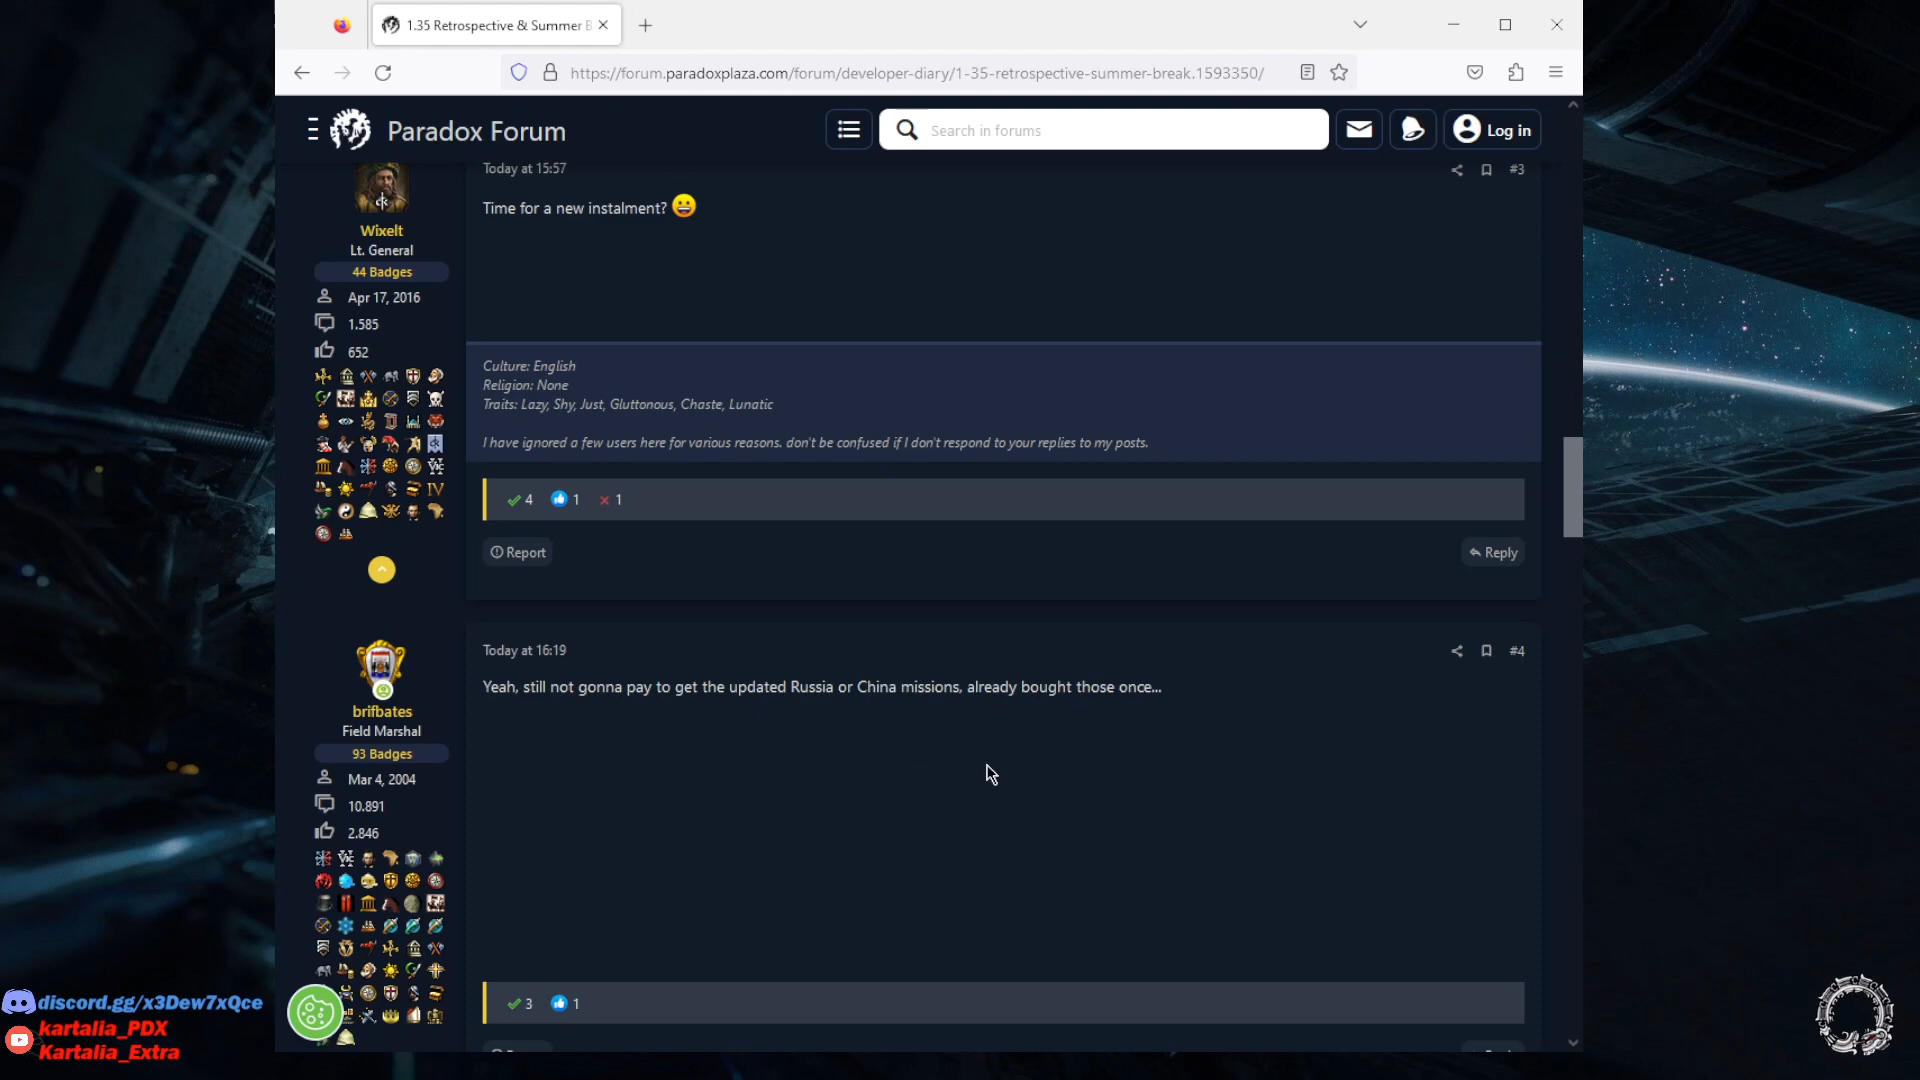 1.35 Retrospective & Summer B
https://forum.paradoxplaza.com/forum/developer-diary/1-35-retrospective-summer-break.1593350/
Paradox Forum
Search in forums
Log in
Today at 15:57
#3
Time for a new instalment?
Wixelt
Lt. General
44 Badges
Apr 17, 2016
1.585
652
Culture: English
Religion: None
Traits: Lazy, Shy, Just, Gluttonous, Chaste, Lunatic
I have ignored a few users here for various reasons. don't be confused if I don't respond to your replies to my posts.
4 1 1
Report
Reply
Today at 16:19
#4
Yeah, still not gonna pay to get the updated Russia or China missions, already bought those once...
brifbates
Field Marshal
93 Badges
Mar 4, 2004
10.891
2.846
3 1
discord.gg/x3Dew7xQce
kartalia_PDX
Kartalia_Extra